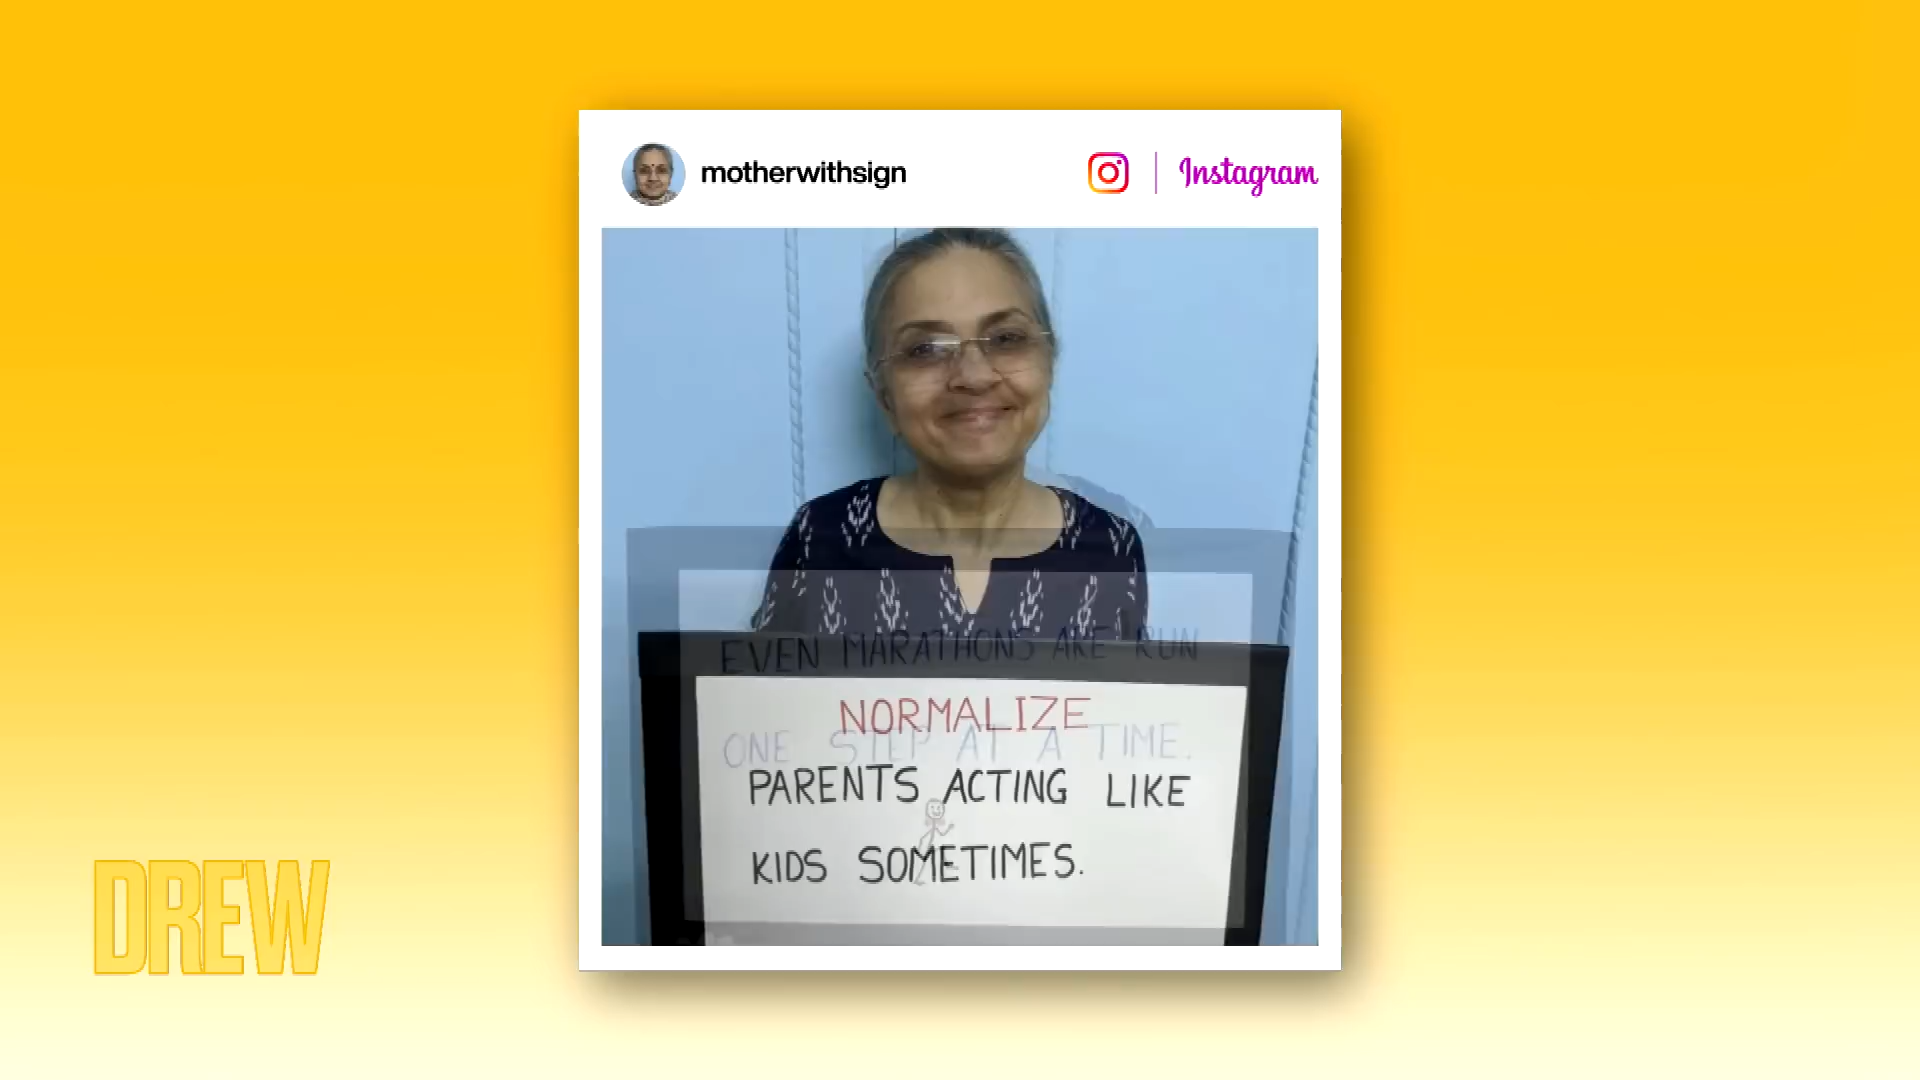 motherwithsign
Instagram
EVEN MARATHONS ARE RUN
NORMALIZE
ONE STEP AT A TIME.
PARENTS ACTING LIKE
KIDS SOMETIMES.
DREW